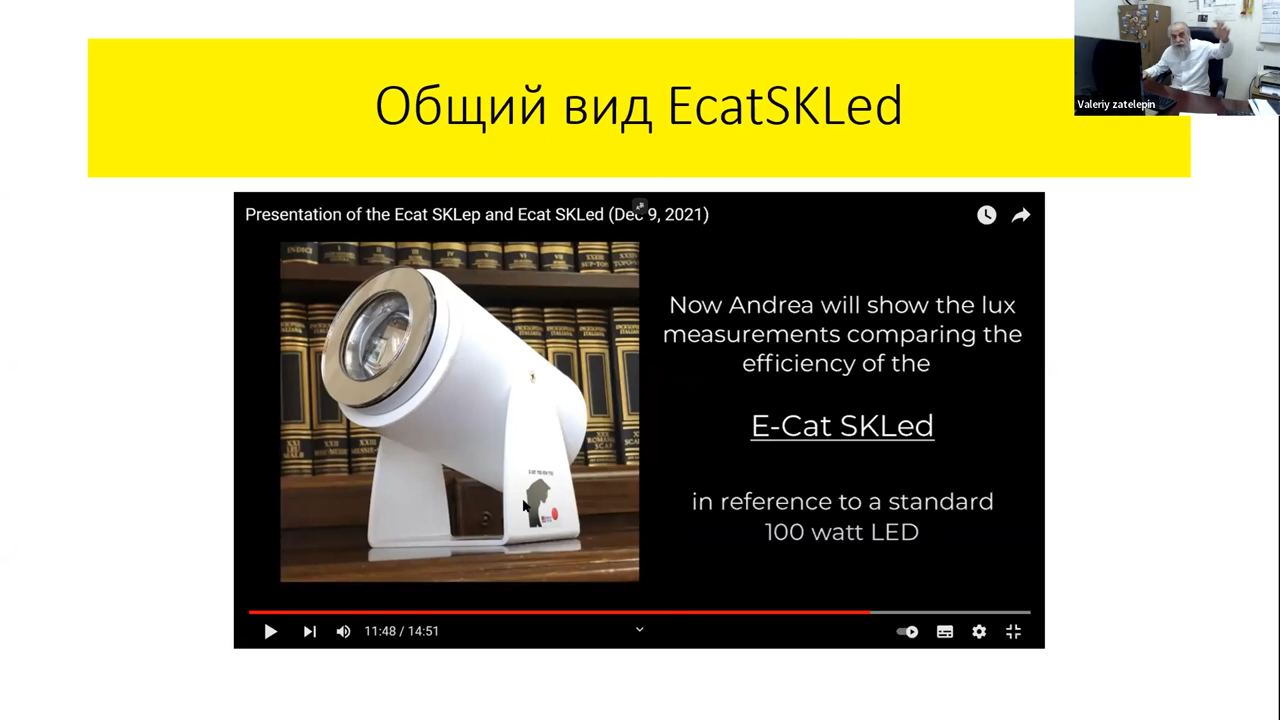 Общий вид EcatSKLed
Valeriy zatelepin
Presentation of the Ecat SKLep and Ecat SKLed (Dec 9, 2021)
Now Andrea will show the lux
measurements comparing the
efficiency of the
E-Cat SKLed
in reference to a standard
100 watt LED
11:48 / 14:51